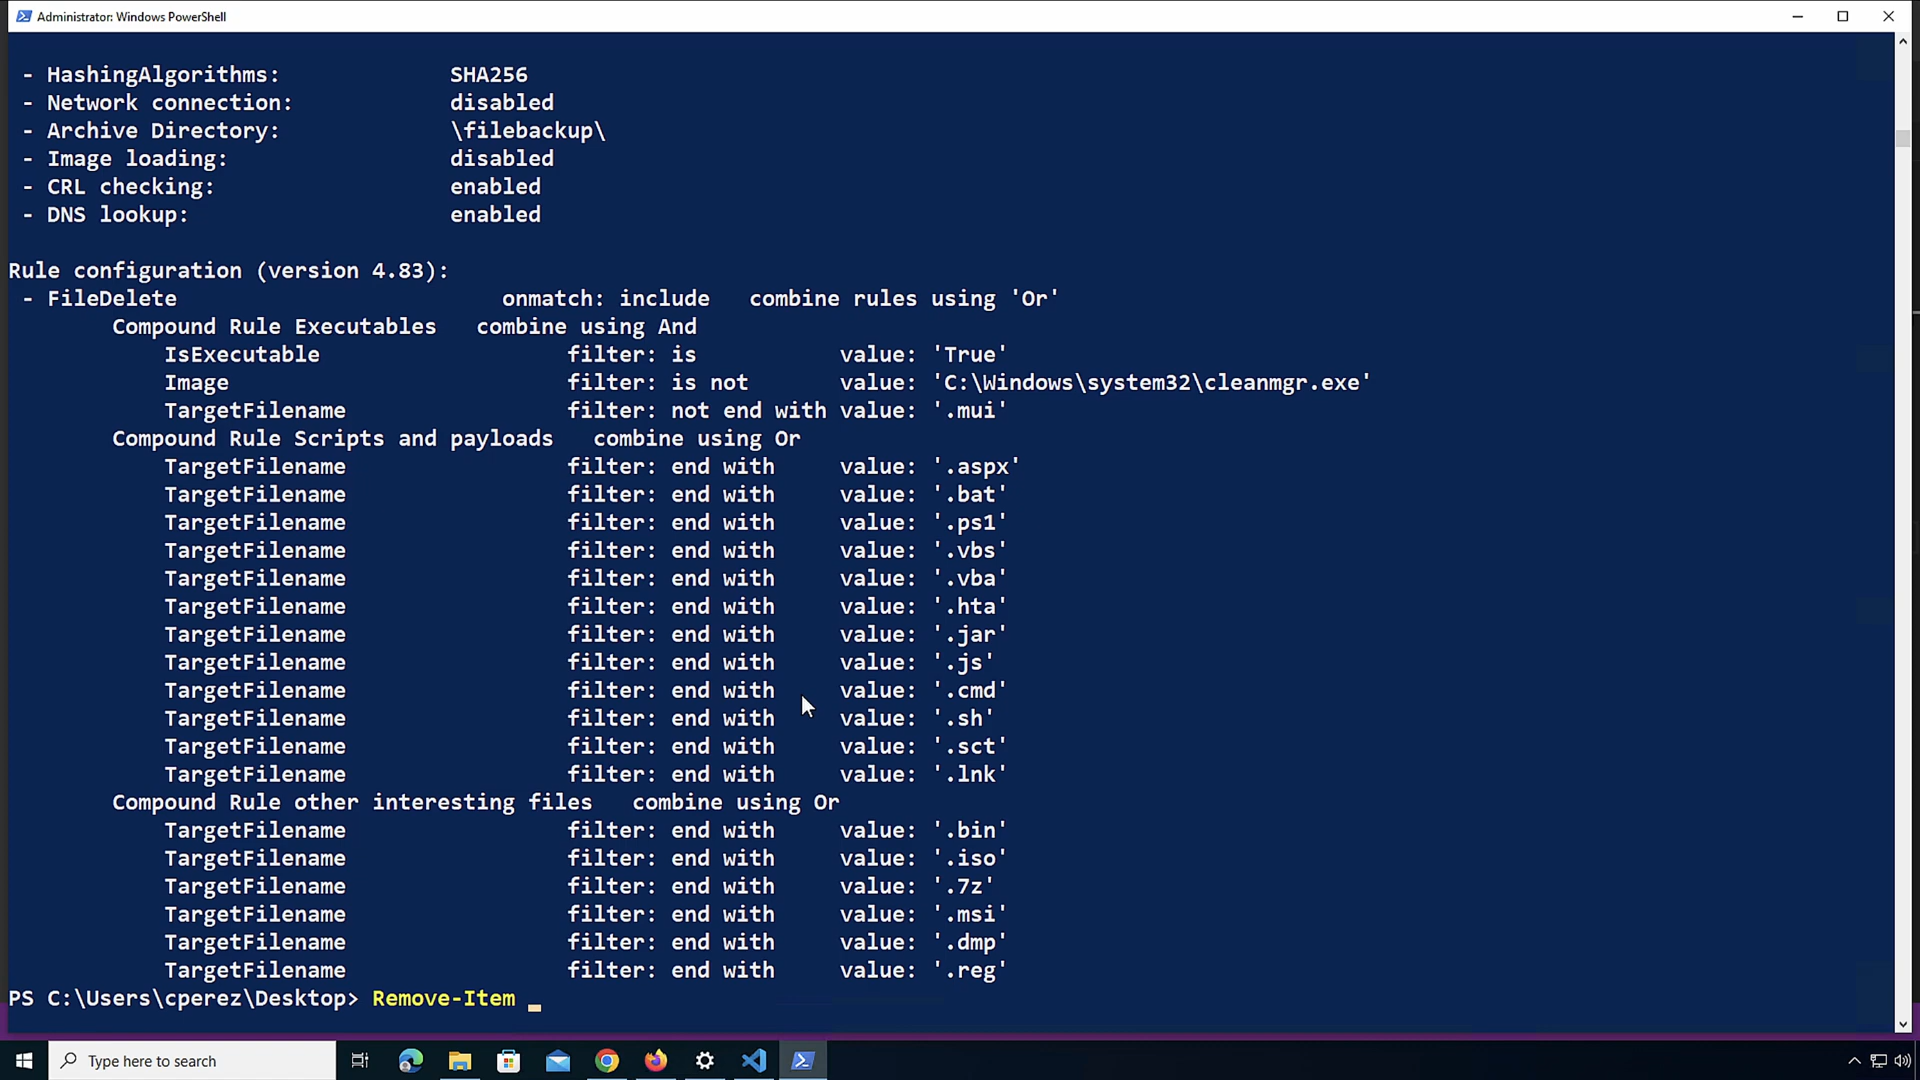 Administrator: Windows PowerShell
- HashingAlgorithms: SHA256
- Network connection: disabled
- Archive Directory: \filebackup\
- Image loading: disabled
- CRL checking: enabled
- DNS lookup: enabled
Rule configuration (version 4.83):
- FileDelete onmatch: include combine rules using 'Or'
Compound Rule Executables combine using And
IsExecutable filter: is value: 'True'
Image filter: is not value: 'C:\Windows\system32\cleanmgr.exe'
TargetFilename filter: not end with value: '.mui'
Compound Rule Scripts and payloads combine using Or
TargetFilename filter: end with value: '.aspx'
TargetFilename filter: end with value: '.bat'
TargetFilename filter: end with value: '.ps1'
TargetFilename filter: end with value: '.vbs'
TargetFilename filter: end with value: '.vba'
TargetFilename filter: end with value: '.hta'
TargetFilename filter: end with value: '.jar'
TargetFilename filter: end with value: '.js'
TargetFilename filter: end with value: '.cmd'
TargetFilename filter: end with value: '.sh'
TargetFilename filter: end with value: '.sct'
TargetFilename filter: end with value: '.lnk'
Compound Rule other interesting files combine using Or
TargetFilename filter: end with value: '.bin'
TargetFilename filter: end with value: '.iso'
TargetFilename filter: end with value: '.7z'
TargetFilename filter: end with value: '.msi'
TargetFilename filter: end with value: '.dmp'
TargetFilename filter: end with value: '.reg'
PS C:\Users\cperez\Desktop> Remove-Item _
Type here to search